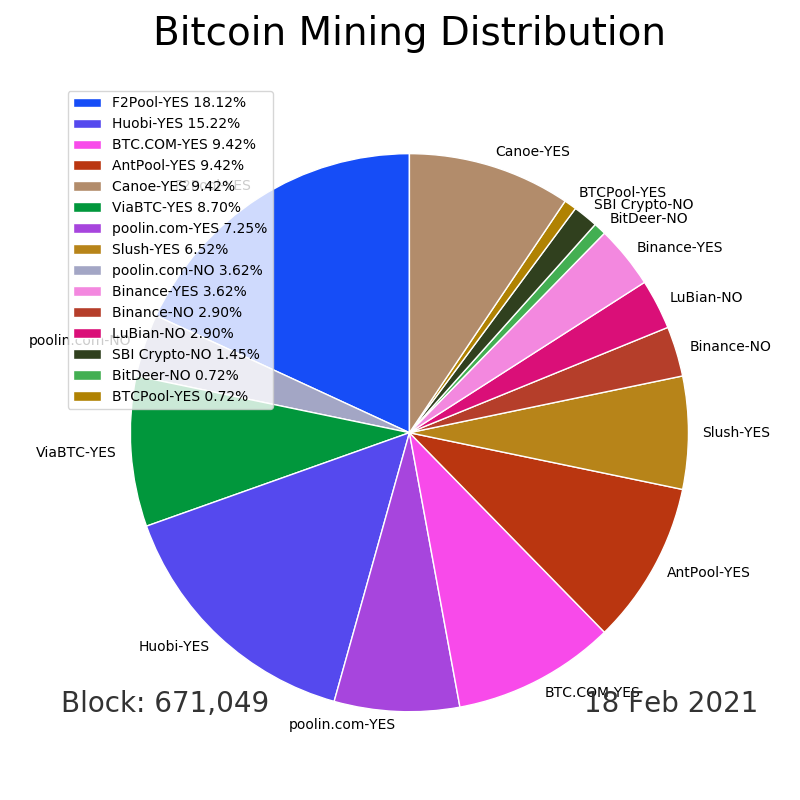 Bitcoin Mining Distribution
F2Pool-YES 18.12%
Huobi-YES 15.22%
BTC.COM-YES 9.42%
AntPool-YES 9.42%
Canoe-YES 9.42%
ViaBTC-YES 8.70%
poolin.com-YES 7.25%
Slush-YES 6.52%
poolin.com-NO 3.62%
Binance-YES 3.62%
Binance-NO 2.90%
LuBian-NO 2.90%
SBI Crypto-NO 1.45%
BitDeer-NO 0.72%
BTCPool-YES 0.72%
Canoe-YES
BTCPool-YES
SBI Crypto-NO
BitDeer-NO
Binance-YES
LuBian-NO
Binance-NO
Slush-YES
AntPool-YES
BTC.COM-YES
poolin.com-YES
Huobi-YES
ViaBTC-YES
poolin.com-NO
F2Pool-YES
Block: 671,049
18 Feb 2021